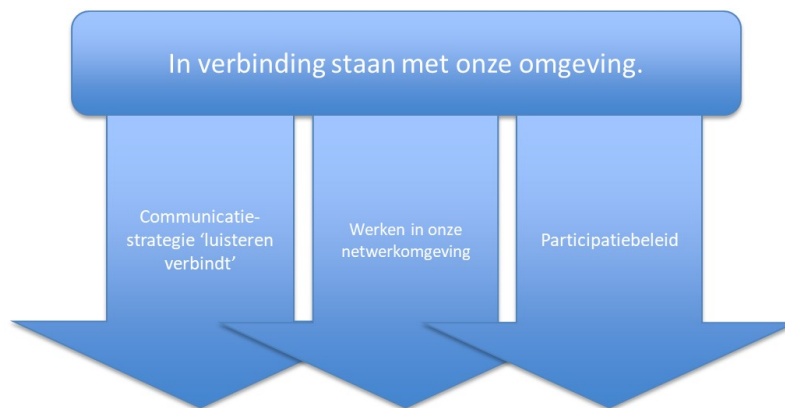 In verbinding staan met onze omgeving.
Communicatie-
strategie ‘luisteren
verbindt’
Werken in onze
netwerkomgeving
Participatiebeleid